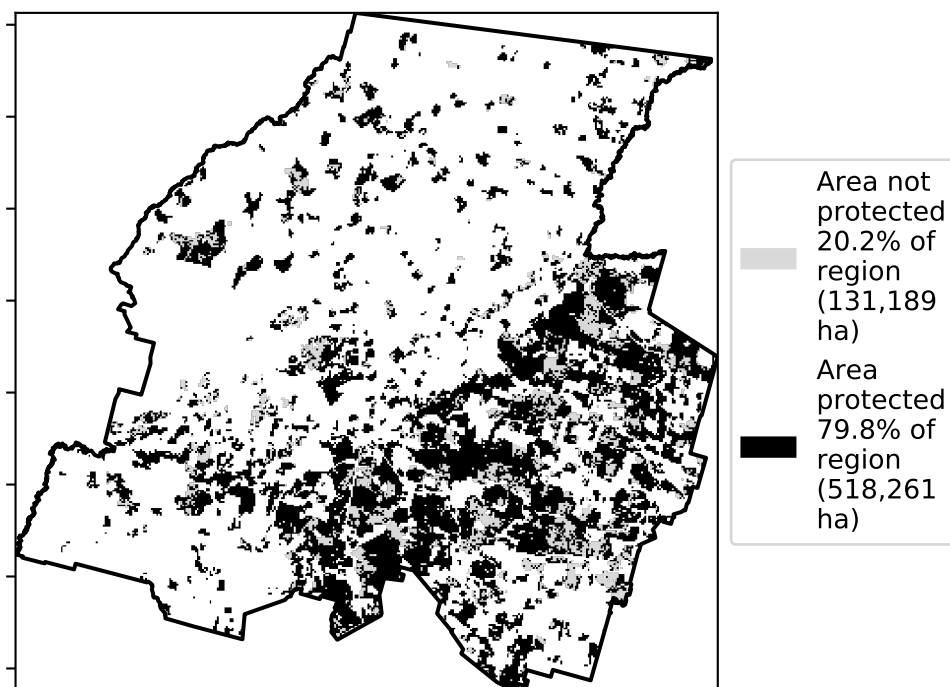 Area not
protected
20.2% of
region
(131,189
ha)
Area
protected
79.8% of
region
(518,261
ha)